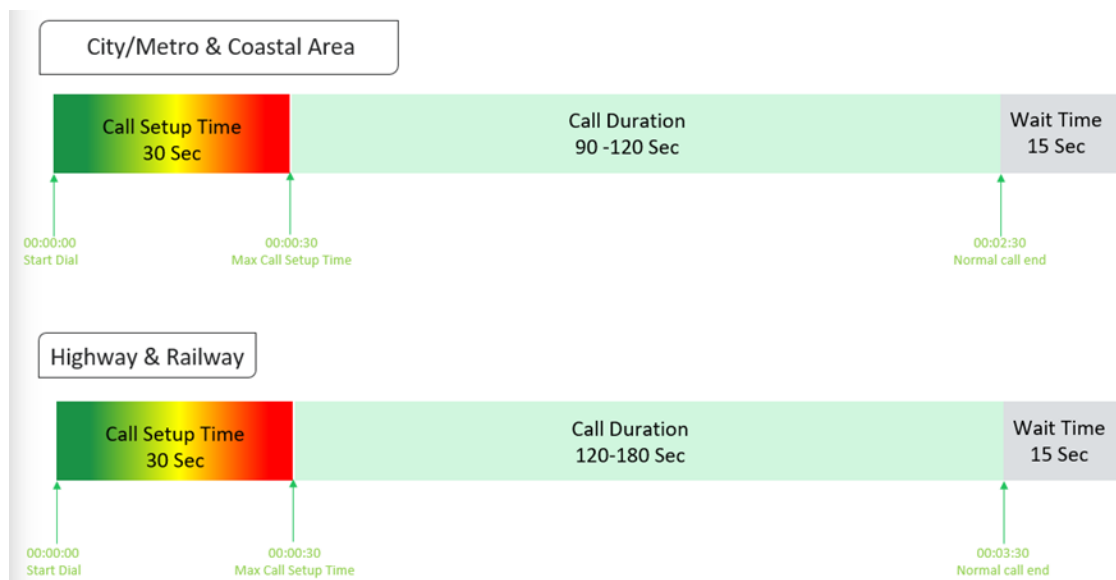 City/Metro & Coastal Area
Call Setup Time
30 Sec
Call Duration
90 -120 Sec
Wait Time
15 Sec
00:00:00
Start Dial
00:00:30
Max Call Setup Time
00:02:30
Normal call end
Highway & Railway
Call Setup Time
30 Sec
Call Duration
120-180 Sec
Wait Time
15 Sec
00:00:00
Start Dial
00:00:30
Max Call Setup Time
00:03:30
Normal call end